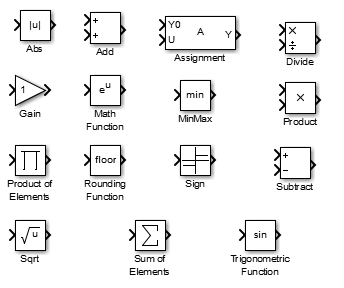 |u|
Abs
+
+
Add
Y0
U
A
Y
Assignment
×
÷
Divide
1
Gain
e^u
Math
Function
min
MinMax
×
Product
∏
Product of
Elements
floor
Rounding
Function
Sign
+
−
Subtract
√u
Sqrt
∑
Sum of
Elements
sin
Trigonometric
Function